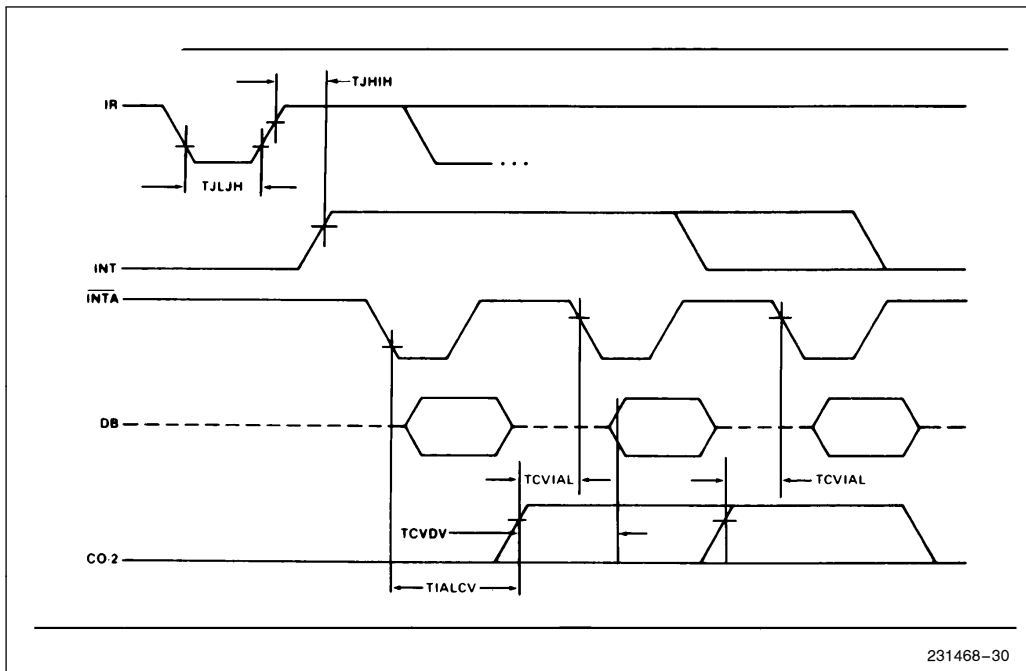 TJHIH
IR
TJLJH
...
INT
INTA
DB
TCVIAL
TCVIAL
TCVDV
CO-2
TIALCV
231468–30